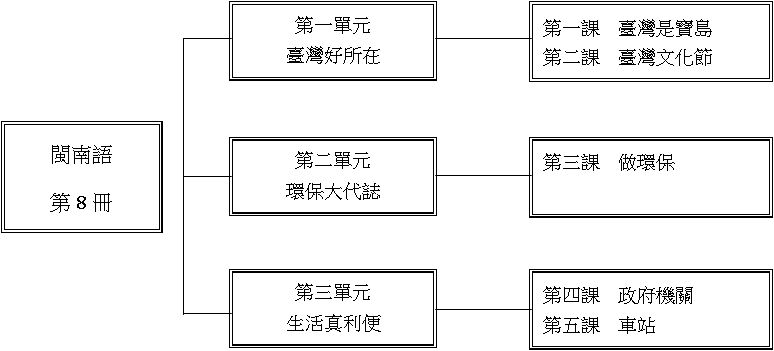 閩南語
第 8 冊
第一單元
臺灣好所在
第一課　臺灣是寶島
第二課　臺灣文化節
第二單元
環保大代誌
第三課　做環保
第三單元
生活真利便
第四課　政府機關
第五課　車站